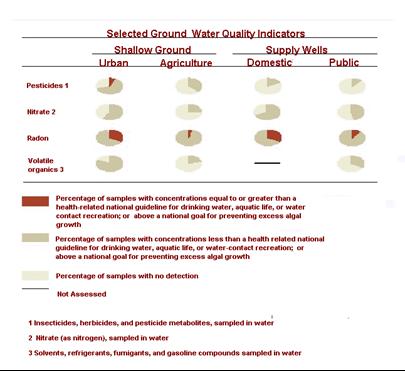 Selected Ground Water Quality Indicators
Shallow Ground Supply Wells
Urban Agriculture Domestic Public
Pesticides 1
Nitrate 2
Radon
Volatile
organics 3
Percentage of samples with concentrations equal to or greater than a
health-related national guideline for drinking water, aquatic life, or water
contact recreation; or above a national goal for preventing excess algal
growth
Percentage of samples with concentrations less than a health related national
guideline for drinking water, aquatic life, or water-contact recreation; or
above a national goal for preventing excess algal growth
Percentage of samples with no detection
Not Assessed
1 Insecticides, herbicides, and pesticide metabolites, sampled in water
2 Nitrate (as nitrogen), sampled in water
3 Solvents, refrigerants, fumigants, and gasoline compounds sampled in water